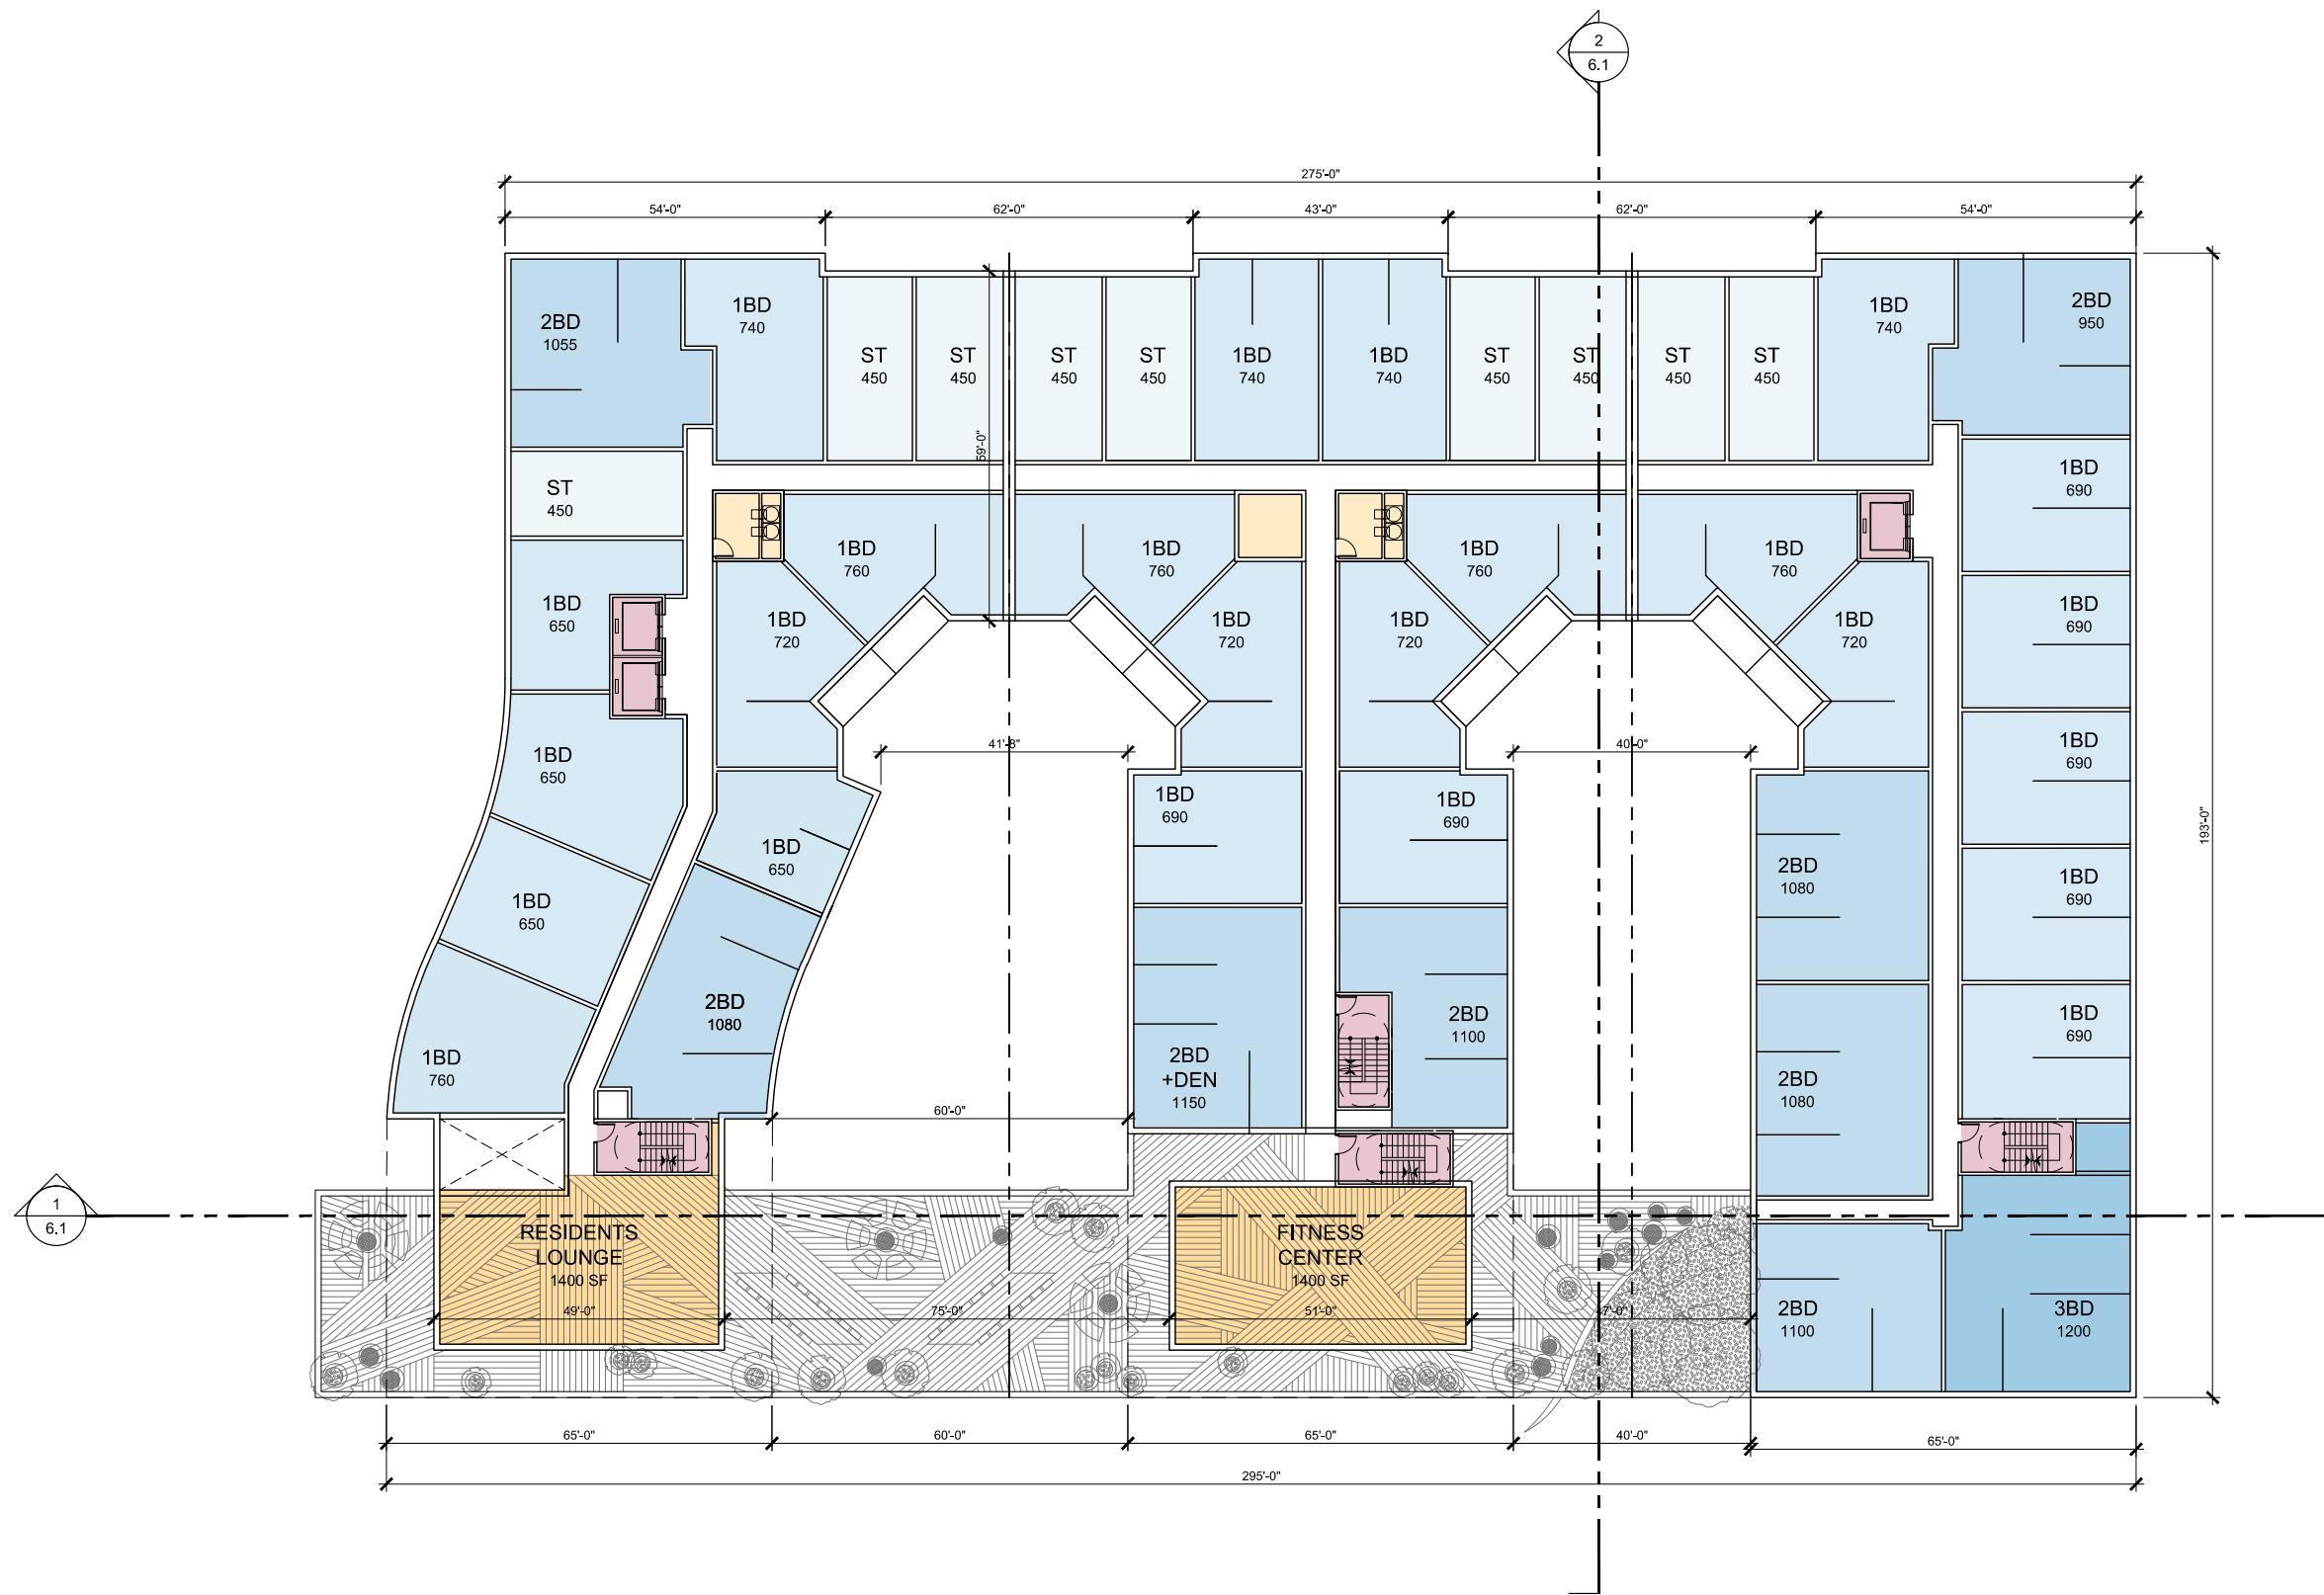 2
6.1
275'-0"
54'-0"
62'-0"
43'-0"
62'-0"
54'-0"
2BD
1055
1BD
740
ST
450
ST
450
ST
450
ST
450
1BD
740
1BD
740
ST
450
ST
450
ST
450
ST
450
1BD
740
2BD
950
59'-0"
ST
450
1BD
690
1BD
760
1BD
760
1BD
760
1BD
760
1BD
650
1BD
720
1BD
720
1BD
720
1BD
720
1BD
690
1BD
650
41'-8"
40'-0"
1BD
690
193'-0"
1BD
650
1BD
690
1BD
690
2BD
1080
1BD
690
1BD
650
2BD
1080
2BD
+DEN
1150
2BD
1100
1BD
690
1BD
760
2BD
1080
60'-0"
1
6.1
RESIDENTS
LOUNGE
1400 SF
FITNESS
CENTER
1400 SF
49'-0"
75'-0"
51'-0"
47'-0"
2BD
1100
3BD
1200
65'-0"
60'-0"
65'-0"
40'-0"
65'-0"
295'-0"